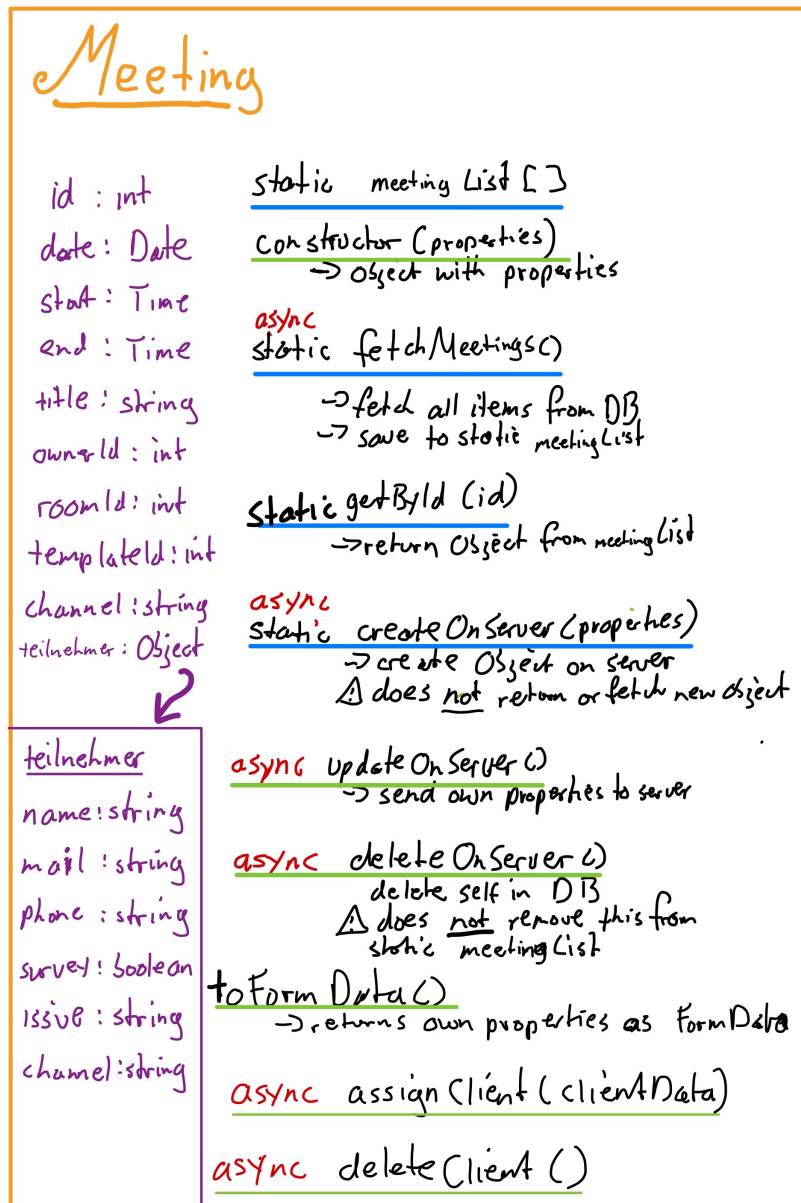 Meeting
id : int
date : Date
start : Time
end : Time
title : string
ownerId : int
roomId : int
templateId : int
channel : string
teilnehmer : Object
teilnehmer
name : string
mail : string
phone : string
survey : boolean
issue : string
channel : string
static meetingList []
constructor (properties)
→ Object with properties
async
static fetchMeetings()
→ fetch all items from DB
→ save to static meetingList
static getById (id)
→ return Object from meetingList
async
static createOnServer (properties)
→ create Object on server
⚠ does not return or fetch new object
async updateOnServer ()
→ send own properties to server
async deleteOnServer ()
delete self in DB
⚠ does not remove this from
static meetingList
toFormData ()
→ returns own properties as FormData
async assignClient (clientData)
async deleteClient ()